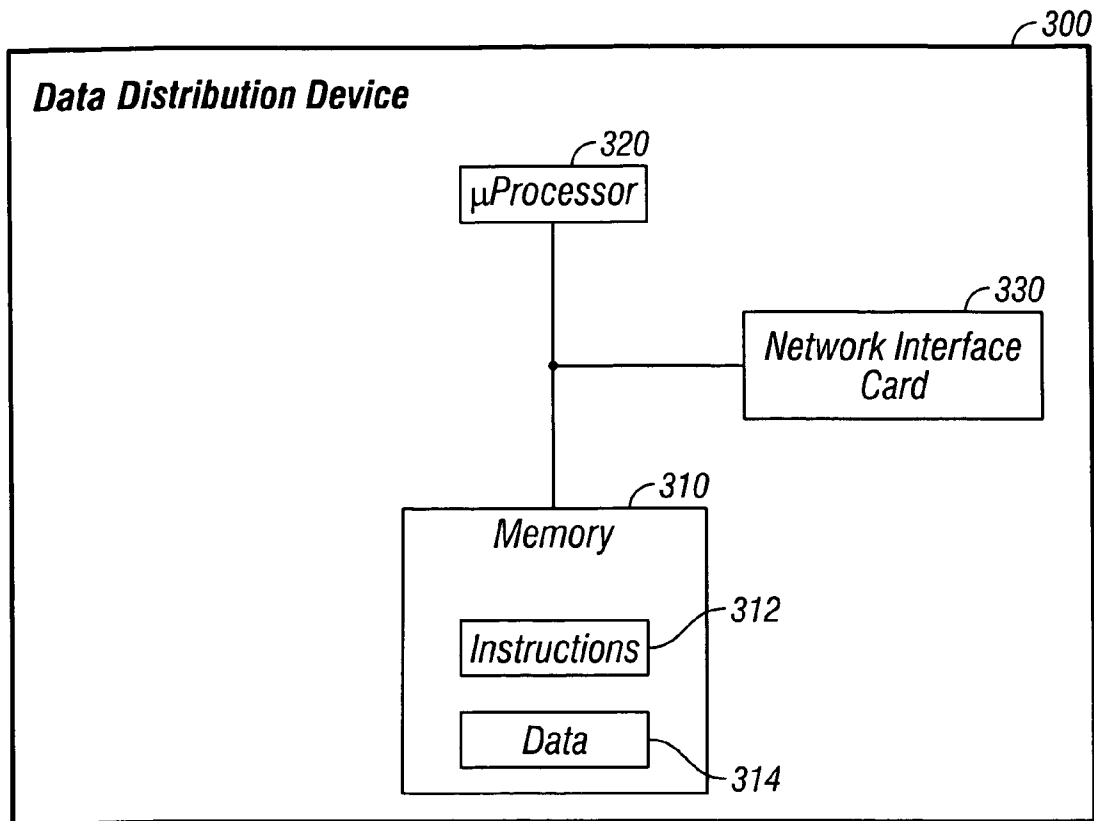 300
Data Distribution Device
320
µProcessor
330
Network Interface
Card
310
Memory
312
Instructions
Data
314